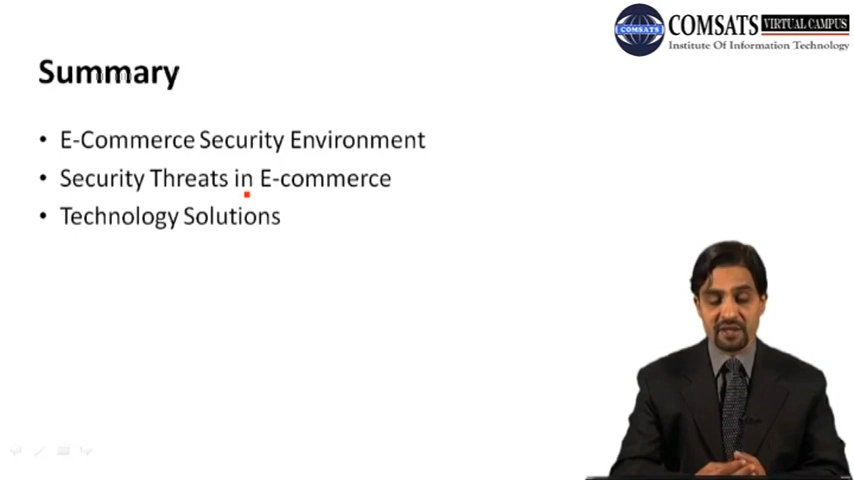 COMSATS
COMSATS VIRTUAL CAMPUS
Institute Of Information Technology
Summary
• E-Commerce Security Environment
• Security Threats in E-commerce
• Technology Solutions